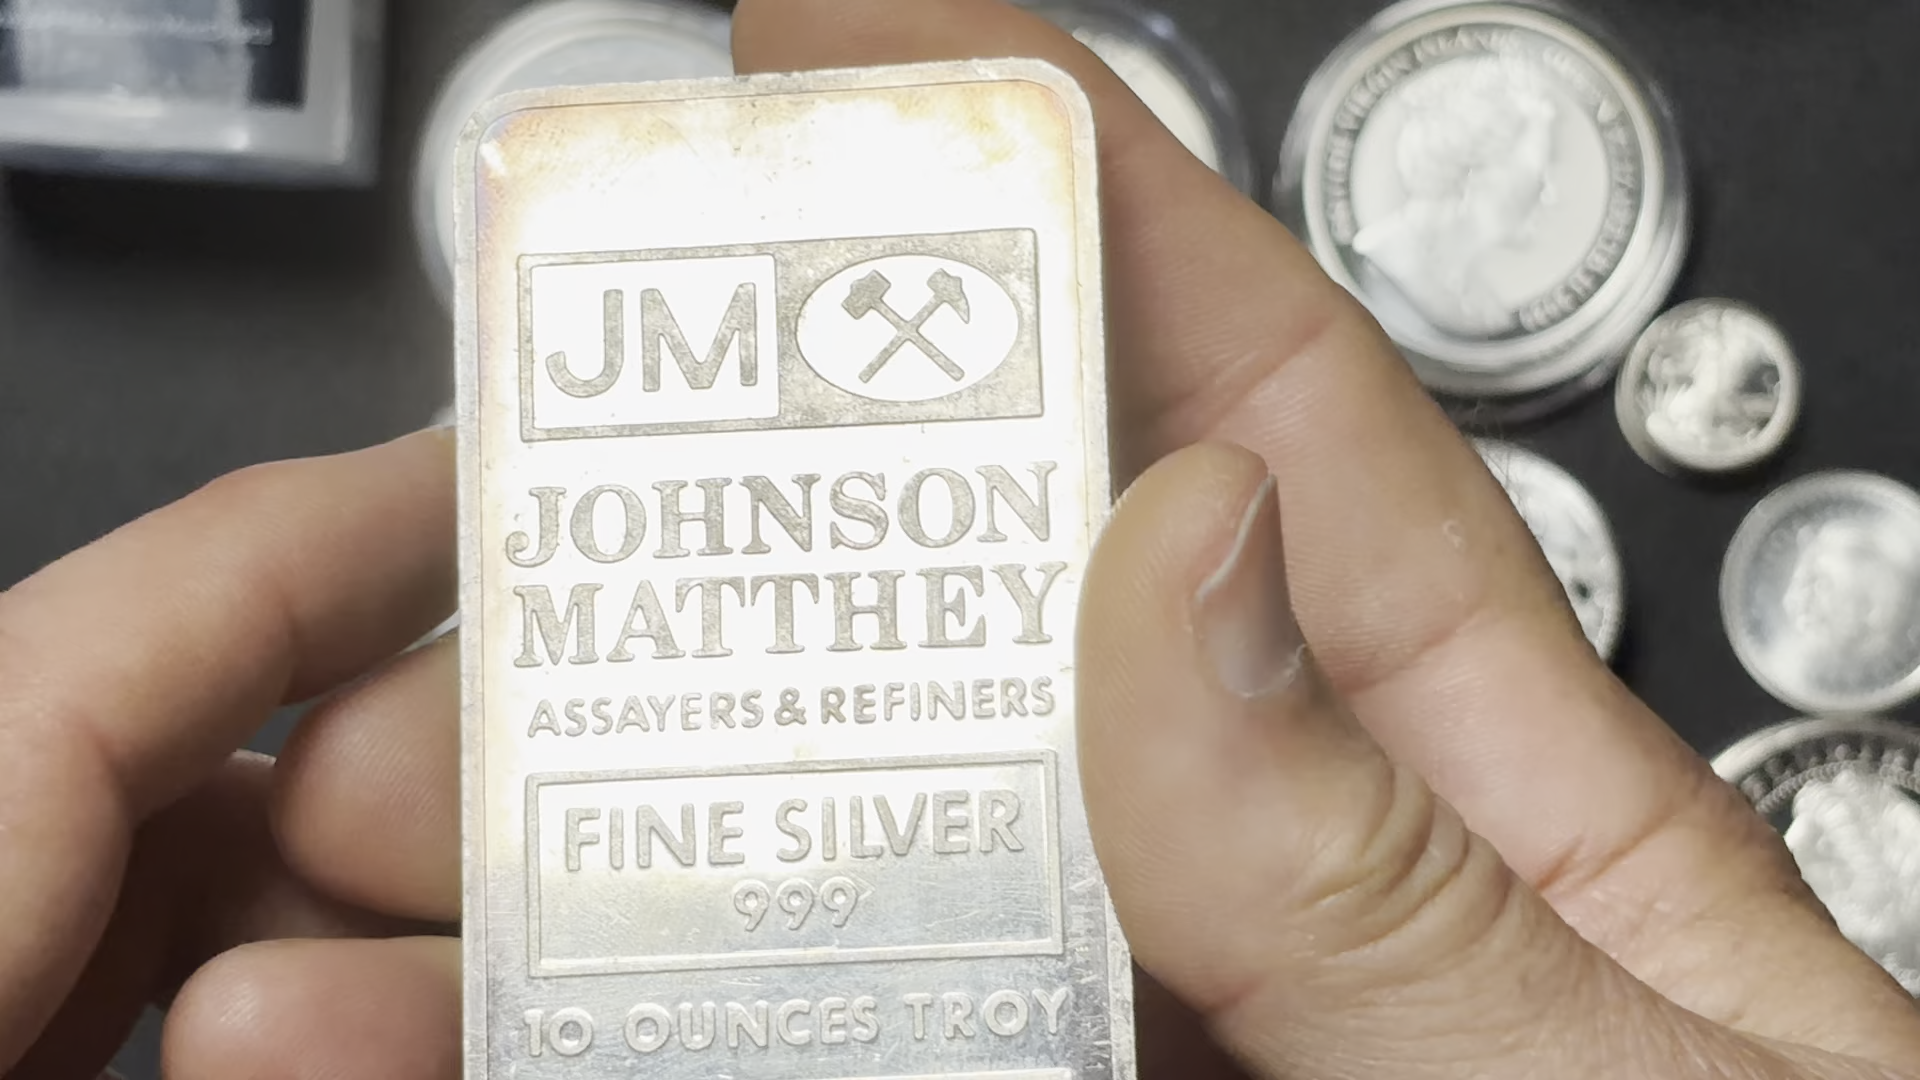 JM
JOHNSON
MATTHEY
ASSAYERS & REFINERS
FINE SILVER
999
10 OUNCES TROY